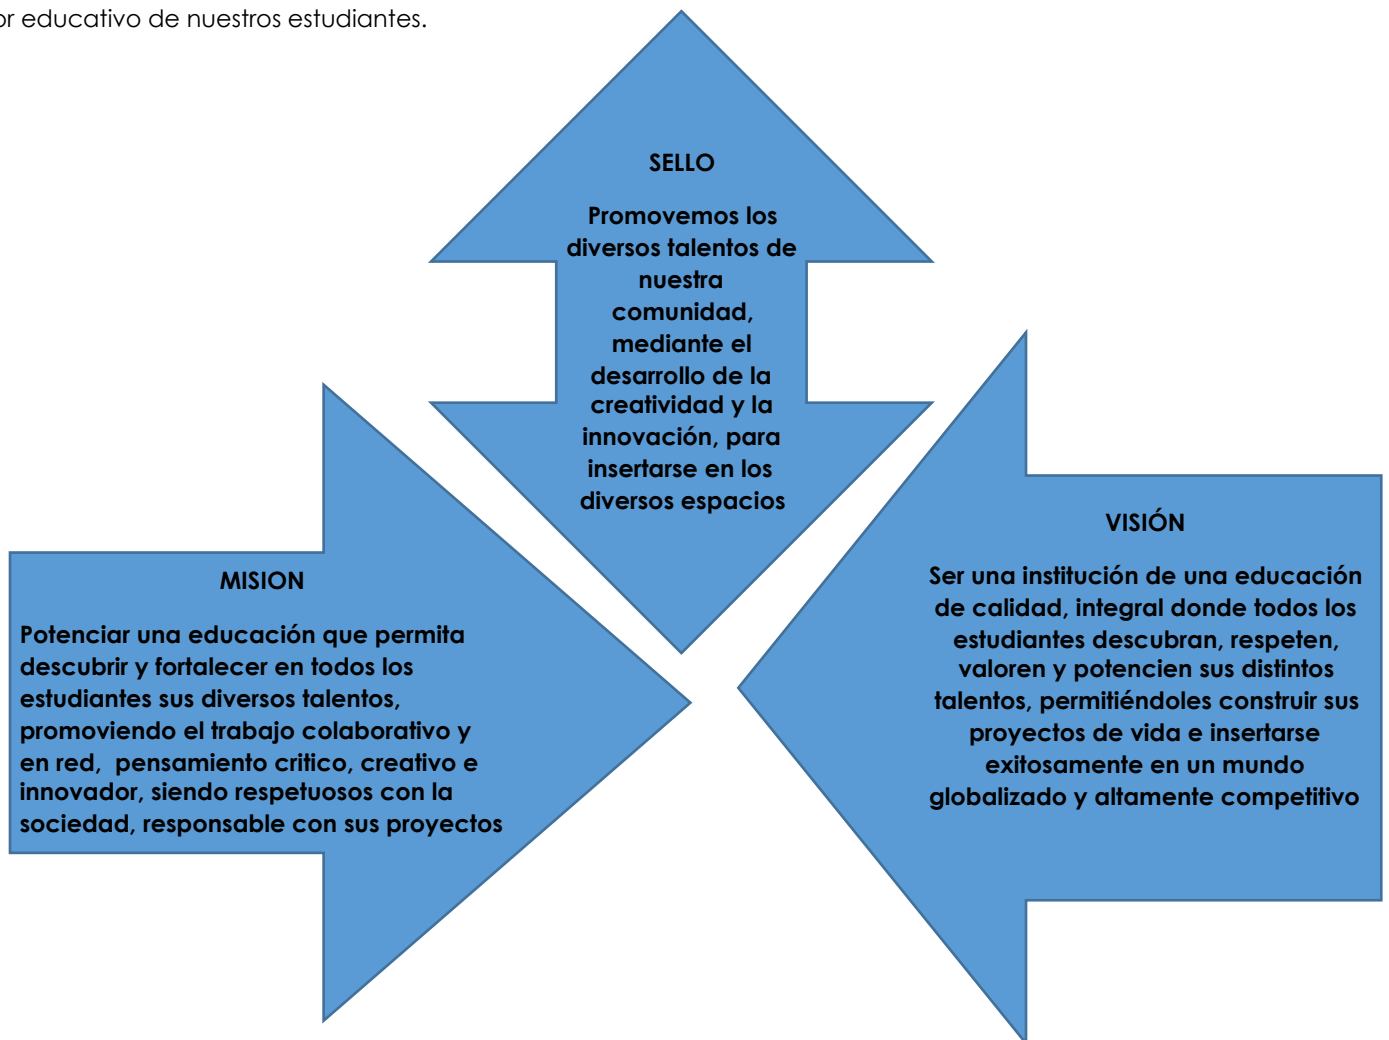 educativo de nuestros estudiantes.
SELLO
Promovemos los
diversos talentos de
nuestra
comunidad,
mediante el
desarrollo de la
creatividad y la
innovación, para
insertarse en los
diversos espacios
MISION
Potenciar una educación que permita
descubrir y fortalecer en todos los
estudiantes sus diversos talentos,
promoviendo el trabajo colaborativo y
en red,  pensamiento critico, creativo e
innovador, siendo respetuosos con la
sociedad, responsable con sus proyectos
VISIÓN
Ser una institución de una educación
de calidad, integral donde todos los
estudiantes descubran, respeten,
valoren y potencien sus distintos
talentos, permitiéndoles construir sus
proyectos de vida e insertarse
exitosamente en un mundo
globalizado y altamente competitivo